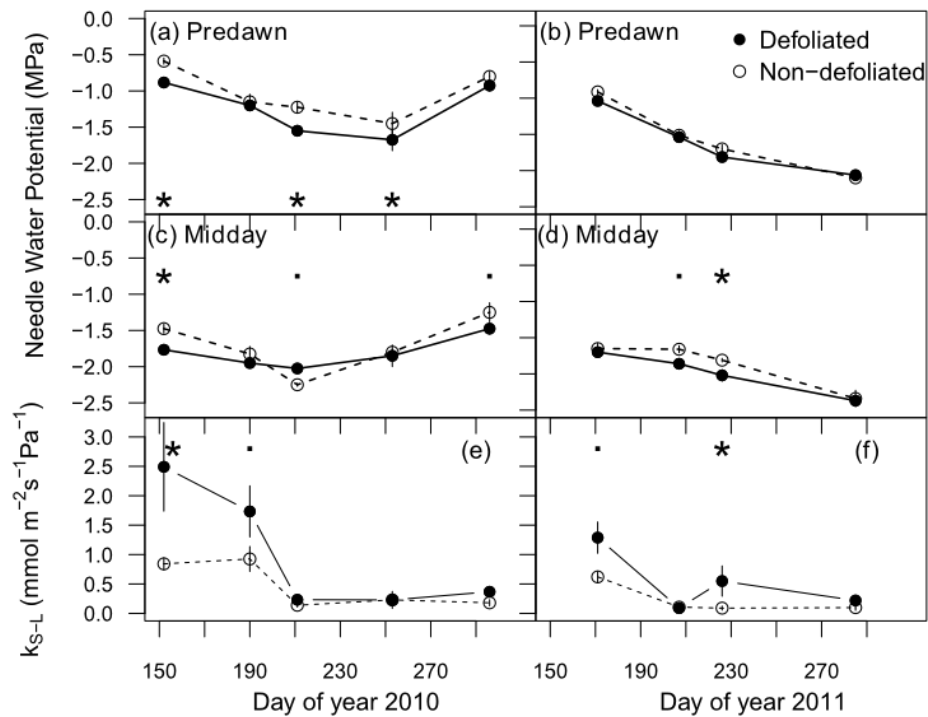 (a) Predawn
(b) Predawn
Defoliated
Non-defoliated
0.0
−0.5
−1.0
−1.5
−2.0
−2.5
* * *
(c) Midday
(d) Midday
0.0
−0.5
−1.0
−1.5
−2.0
−2.5
* *
Needle Water Potential (MPa)
(e)
(f)
3.0
2.5
2.0
1.5
1.0
0.5
0.0
* *
k_S−L (mmol m⁻²s⁻¹Pa⁻¹)
150 190 230 270
150 190 230 270
Day of year 2010
Day of year 2011